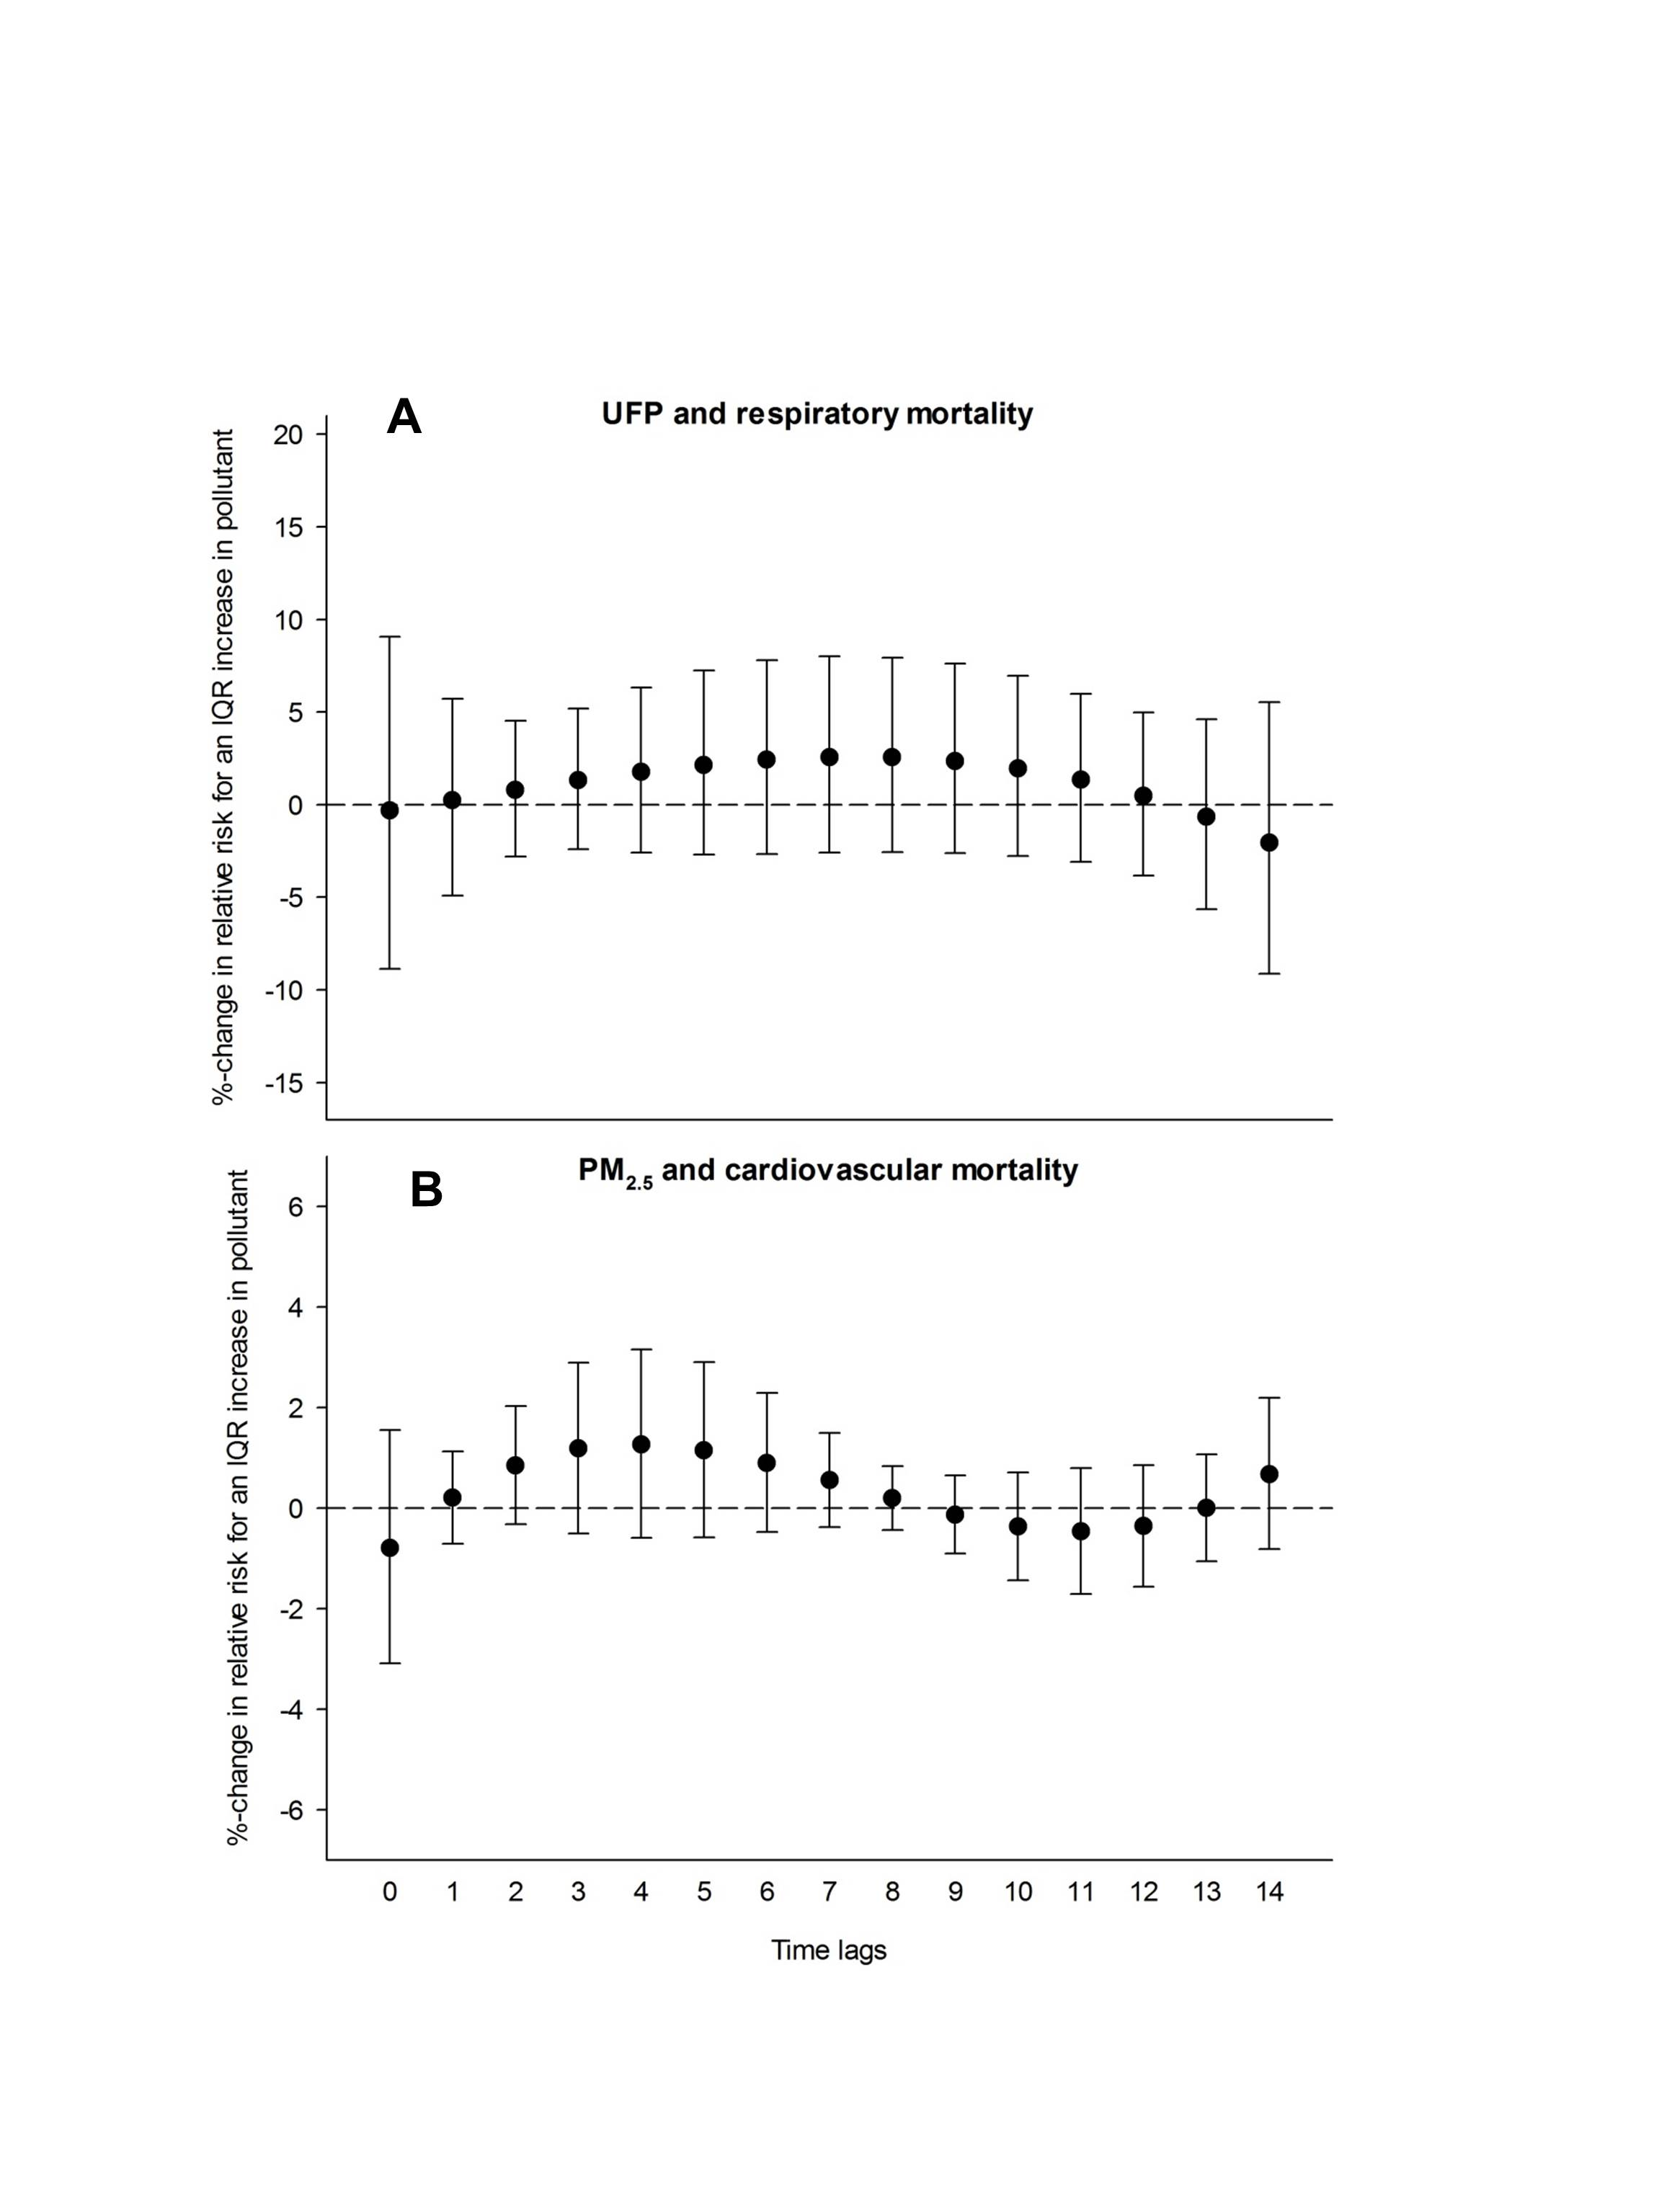 A
UFP and respiratory mortality
%-change in relative risk for an IQR increase in pollutant
20
15
10
5
0
-5
-10
-15
B
PM2.5 and cardiovascular mortality
%-change in relative risk for an IQR increase in pollutant
6
4
2
0
-2
-4
-6
0 1 2 3 4 5 6 7 8 9 10 11 12 13 14
Time lags